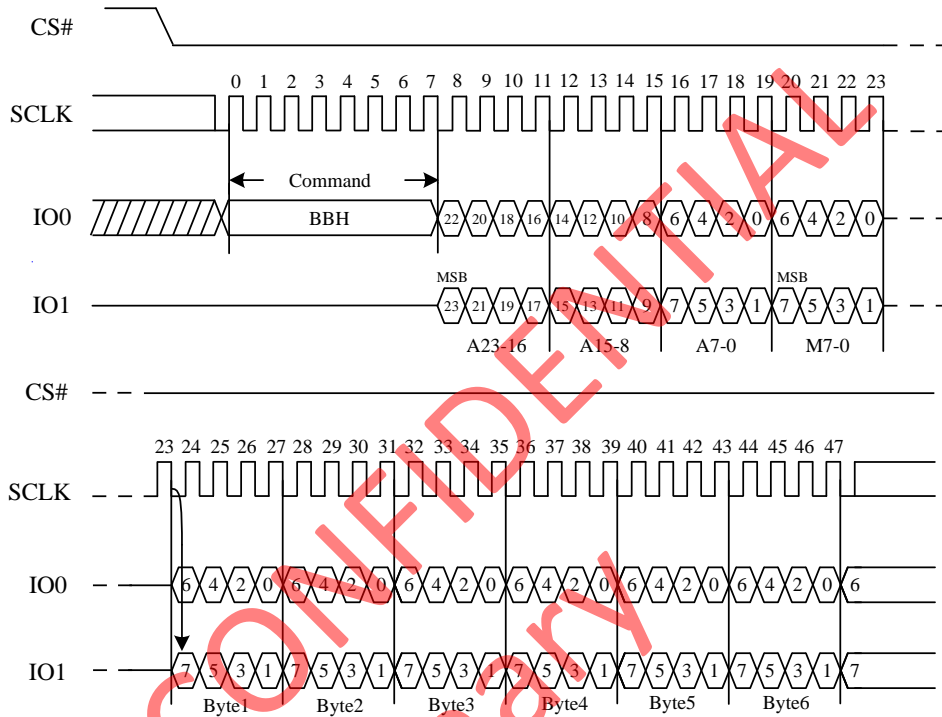 CS#
0 1 2 3 4 5 6 7 8 9 10 11 12 13 14 15 16 17 18 19 20 21 22 23
SCLK
Command
IO0 BBH 22 20 18 16 14 12 10 8 6 4 2 0 6 4 2 0
MSB MSB
IO1 23 21 19 17 15 13 11 9 7 5 3 1 7 5 3 1
A23-16 A15-8 A7-0 M7-0
CS#
23 24 25 26 27 28 29 30 31 32 33 34 35 36 37 38 39 40 41 42 43 44 45 46 47
SCLK
IO0 6 4 2 0 6 4 2 0 6 4 2 0 6 4 2 0 6 4 2 0 6 4 2 0 6
IO1 7 5 3 1 7 5 3 1 7 5 3 1 7 5 3 1 7 5 3 1 7 5 3 1 7
Byte1 Byte2 Byte3 Byte4 Byte5 Byte6
CONFIDENTIAL